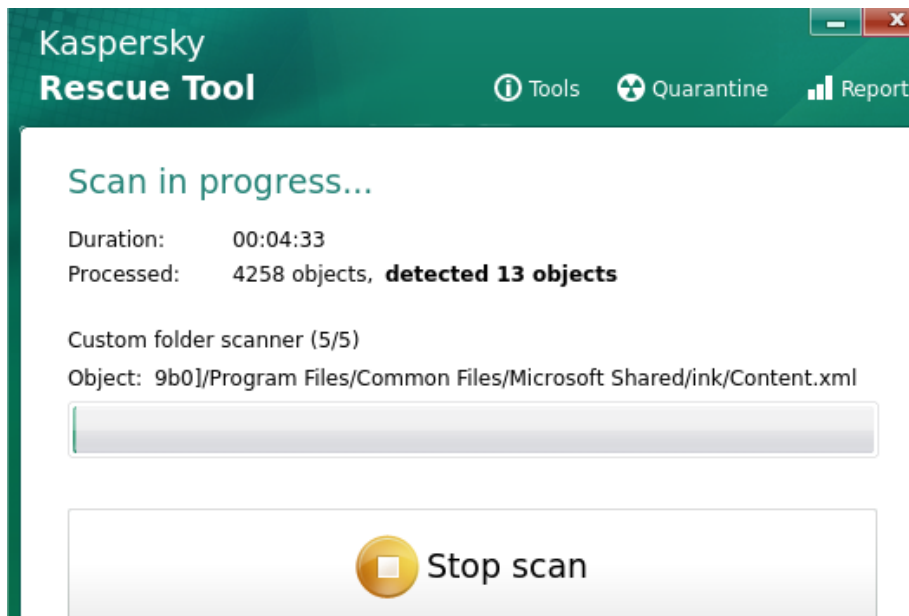 Kaspersky
Rescue Tool
Tools Quarantine Report
Scan in progress...
Duration: 00:04:33
Processed: 4258 objects, detected 13 objects
Custom folder scanner (5/5)
Object: 9b0]/Program Files/Common Files/Microsoft Shared/ink/Content.xml
Stop scan